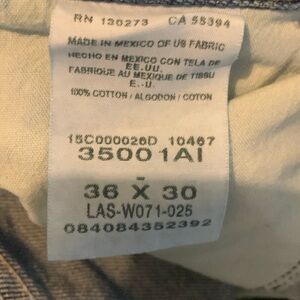 RN 130273 CA 55394
MADE IN MEXICO OF US FABRIC
HECHO EN MEXICO CON TELA DE
EE.UU.
FABRIQUE AU MEXIQUE DE TISSU
E.-U.
100% COTTON / ALGODON / COTON
15C000026D 10467
35001AI
-
36 X 30
LAS-W071-025
084084352392